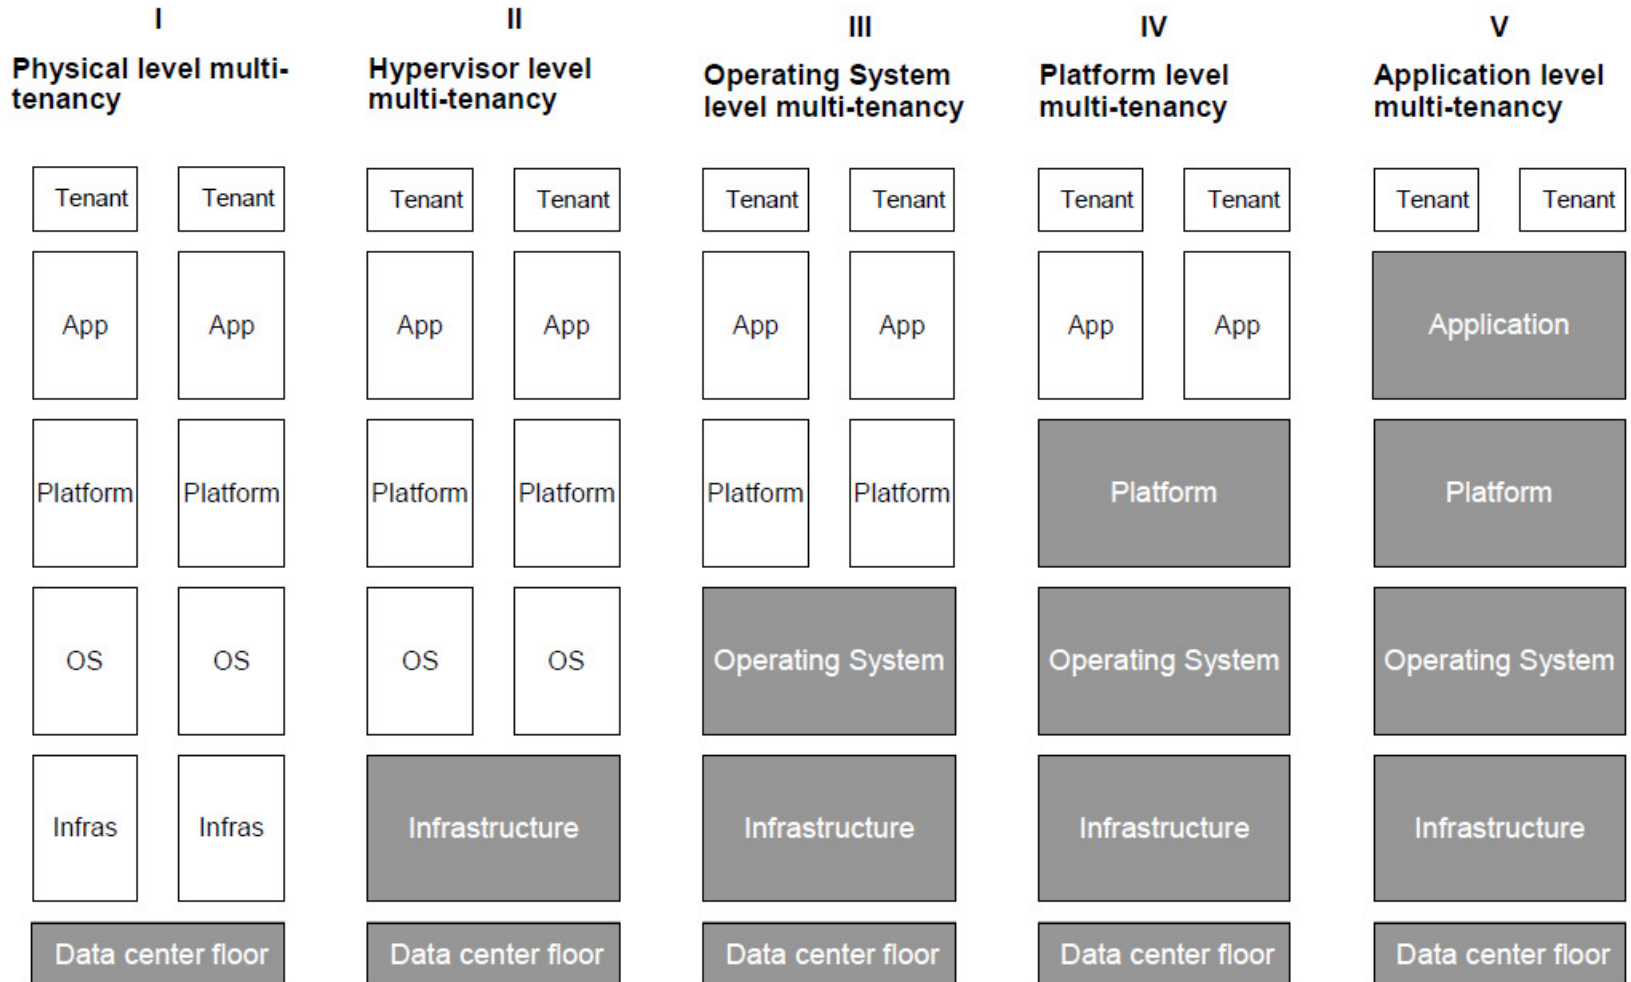 I
Physical level multi-
tenancy
Tenant
Tenant
App
App
Platform
Platform
OS
OS
Infras
Infras
Data center floor
II
Hypervisor level
multi-tenancy
Tenant
Tenant
App
App
Platform
Platform
OS
OS
Infrastructure
Data center floor
III
Operating System
level multi-tenancy
Tenant
Tenant
App
App
Platform
Platform
Operating System
Infrastructure
Data center floor
IV
Platform level
multi-tenancy
Tenant
Tenant
App
App
Platform
Operating System
Infrastructure
Data center floor
V
Application level
multi-tenancy
Tenant
Tenant
Application
Platform
Operating System
Infrastructure
Data center floor